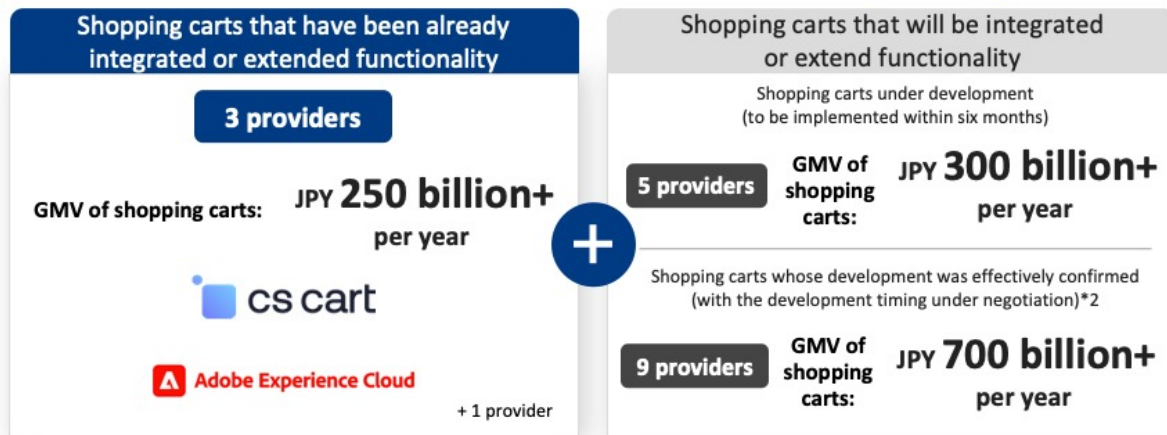 Shopping carts that have been already
integrated or extended functionality
3 providers
GMV of shopping carts:
JPY 250 billion+
per year
cs cart
Adobe Experience Cloud
+ 1 provider
+
Shopping carts that will be integrated
or extend functionality
Shopping carts under development
(to be implemented within six months)
5 providers
GMV of
shopping
carts:
JPY 300 billion+
per year
Shopping carts whose development was effectively confirmed
(with the development timing under negotiation)*2
9 providers
GMV of
shopping
carts:
JPY 700 billion+
per year